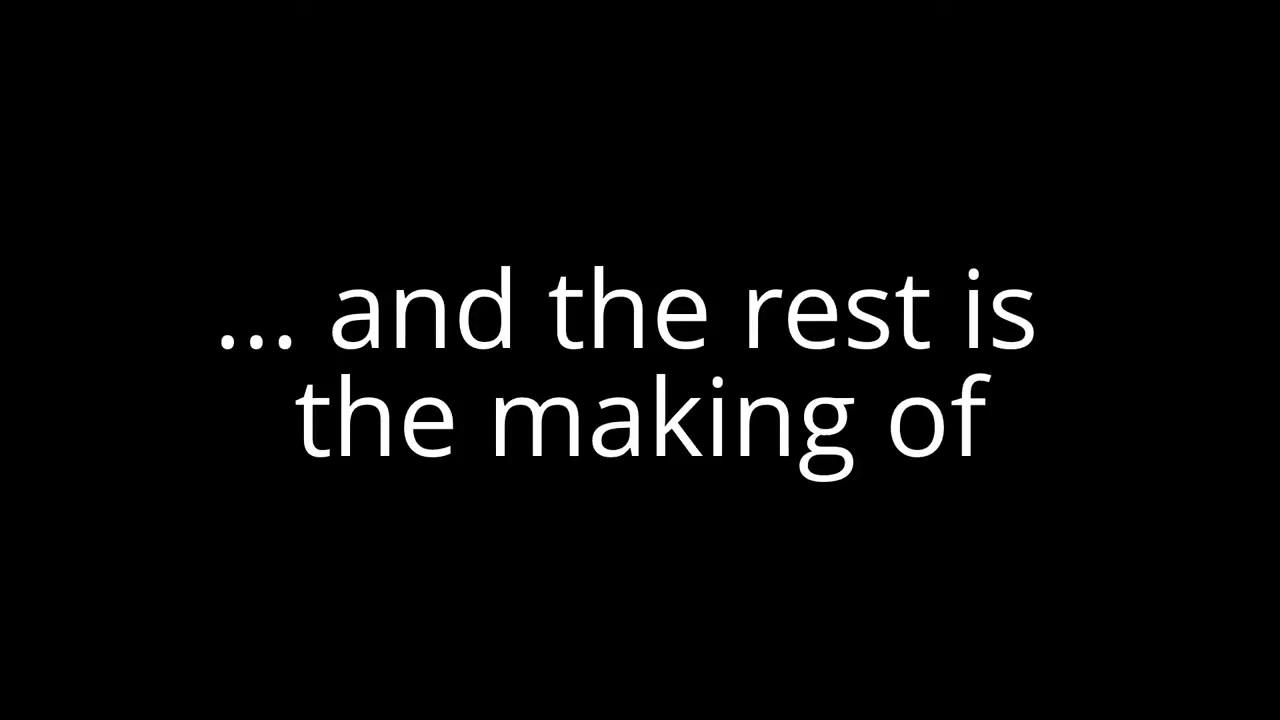 ... and the rest is
the making of